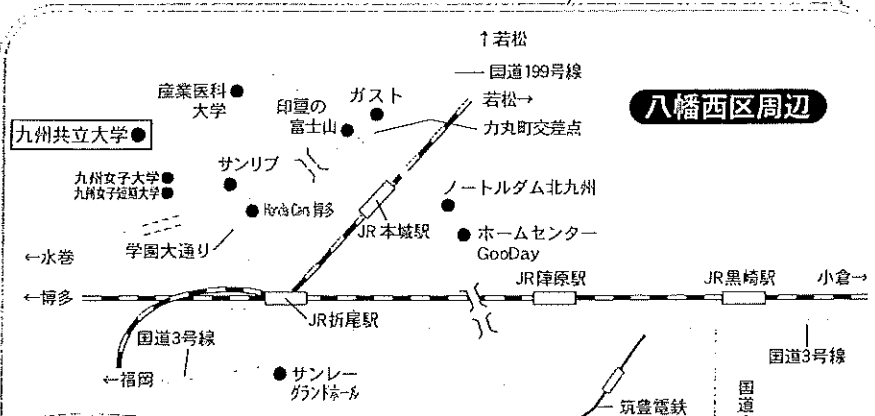 ↑若松
国道199号線
若松→
八幡西区周辺
産業医科
大学
印璽の
富士山
ガスト
力丸町交差点
九州共立大学
九州女子大学
九州女子短期大学
サンリブ
Honda Cars 博多
ノートルダム北九州
JR本城駅
ホームセンター
GooDay
学園大通り
←水巻
←博多
JR陣原駅
JR黒崎駅
小倉→
JR折尾駅
国道3号線
国道3号線
←福岡
サンレー
グランドホール
筑豊電鉄
国道